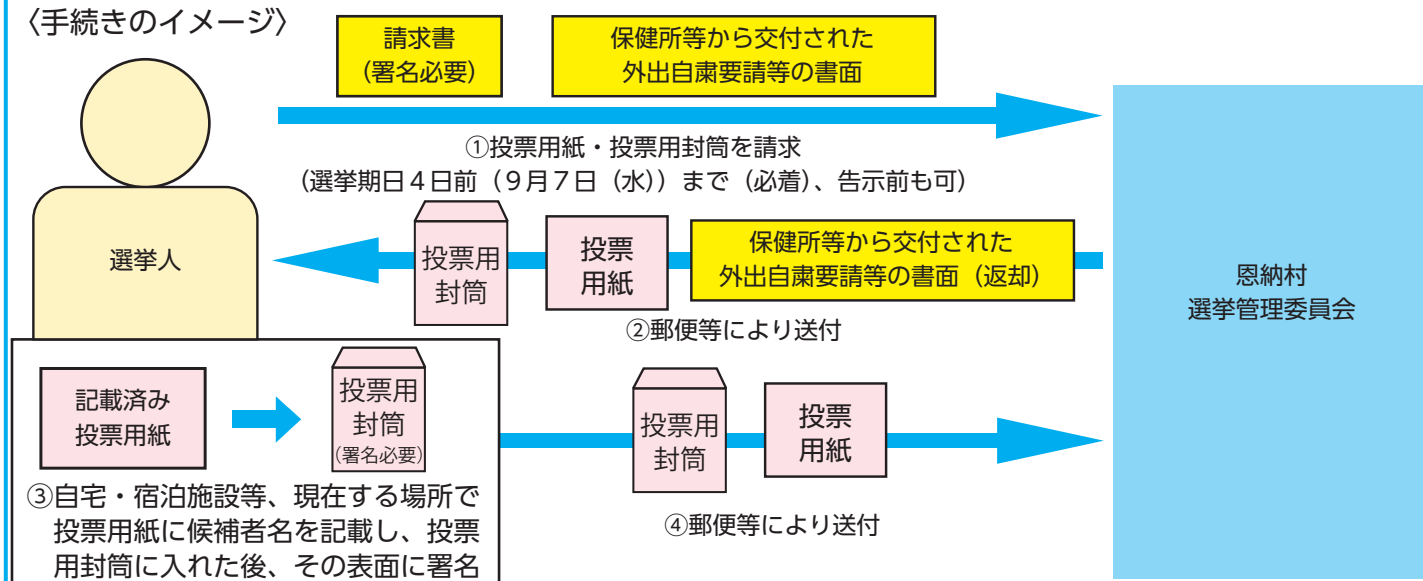 〈手続きのイメージ〉
請求書
(署名必要)
保健所等から交付された
外出自粛要請等の書面
①投票用紙・投票用封筒を請求
(選挙期日4日前(9月7日(水))まで(必着)、告示前も可)
選挙人
投票用
封筒
投票
用紙
保健所等から交付された
外出自粛要請等の書面(返却)
②郵便等により送付
恩納村
選挙管理委員会
記載済み
投票用紙
投票用
封筒
(署名必要)
投票用
封筒
投票
用紙
③自宅・宿泊施設等、現在する場所で
投票用紙に候補者名を記載し、投票
用封筒に入れた後、その表面に署名
④郵便等により送付